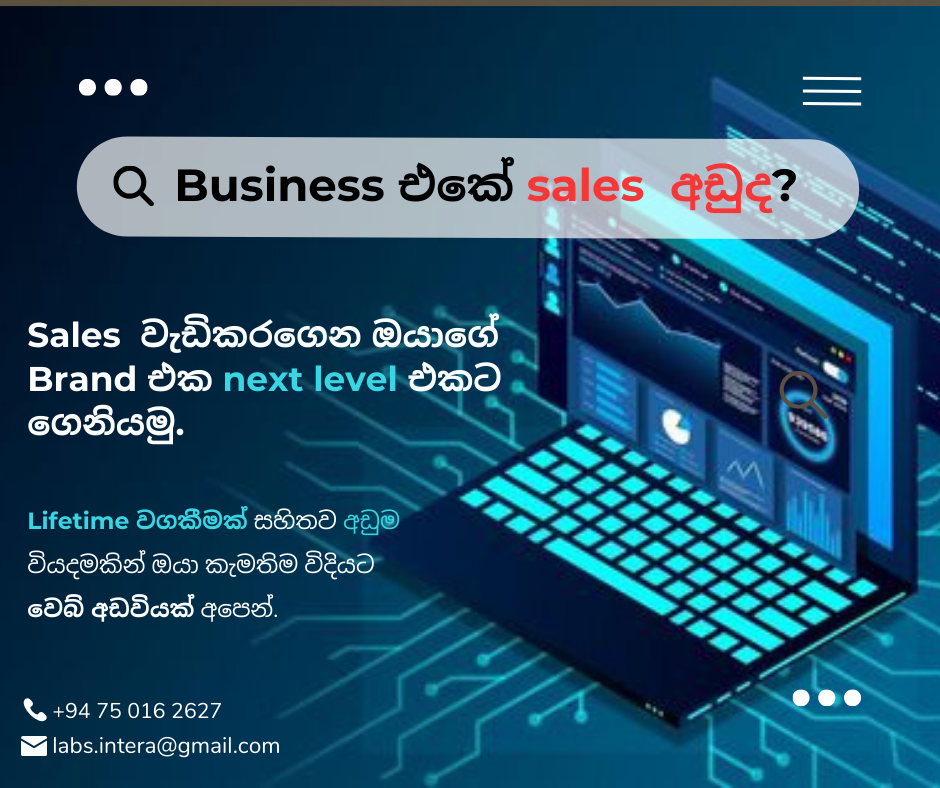 Business එකේ sales අඩුද?
Sales වැඩිකරගෙන ඔයාගේ
Brand එක next level එකට
ගෙනියමු.
Lifetime වගකීමක් සහිතව අඩුම
වියදමකින් ඔයා කැමතිම විදියට
වෙබ් අඩවියක් අපෙන්.
+94 75 016 2627
labs.intera@gmail.com